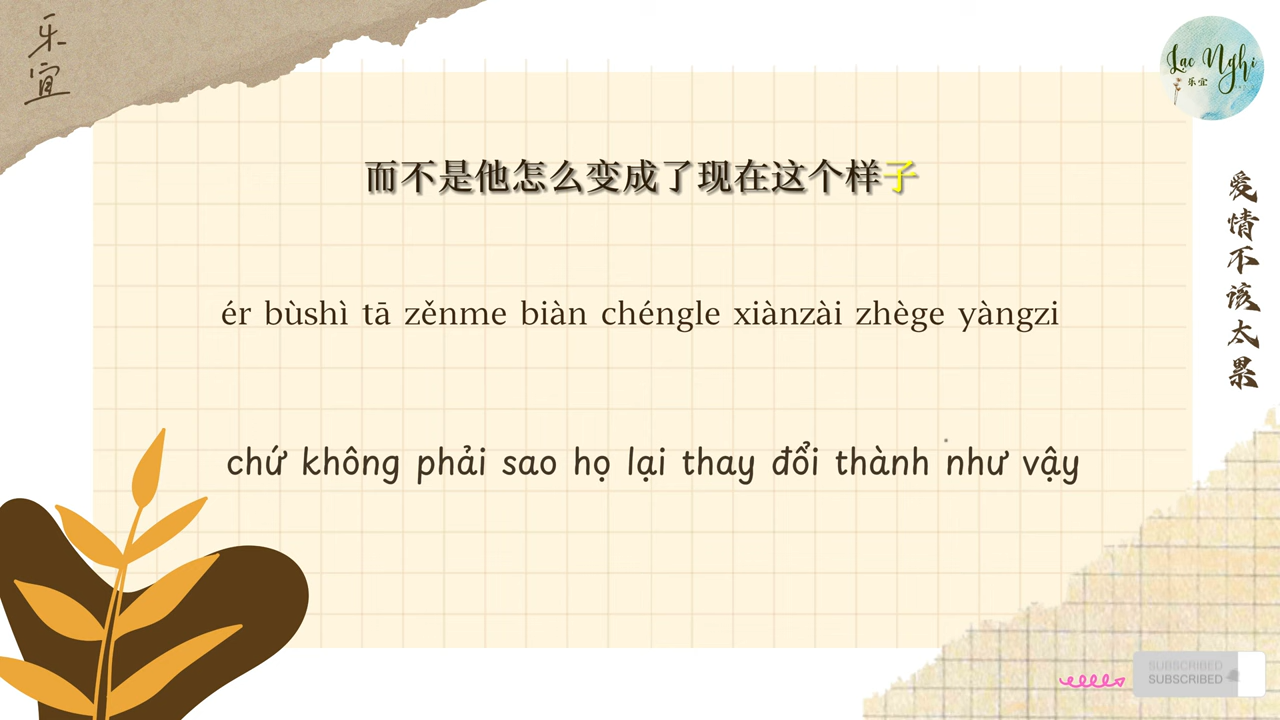 乐宜
Lac Nghi
乐宜
而不是他怎么变成了现在这个样子
ér bùshì tā zěnme biàn chéngle xiànzài zhège yàngzi
chứ không phải sao họ lại thay đổi thành như vậy
爱情不该太累
SUBSCRIBED
SUBSCRIBED